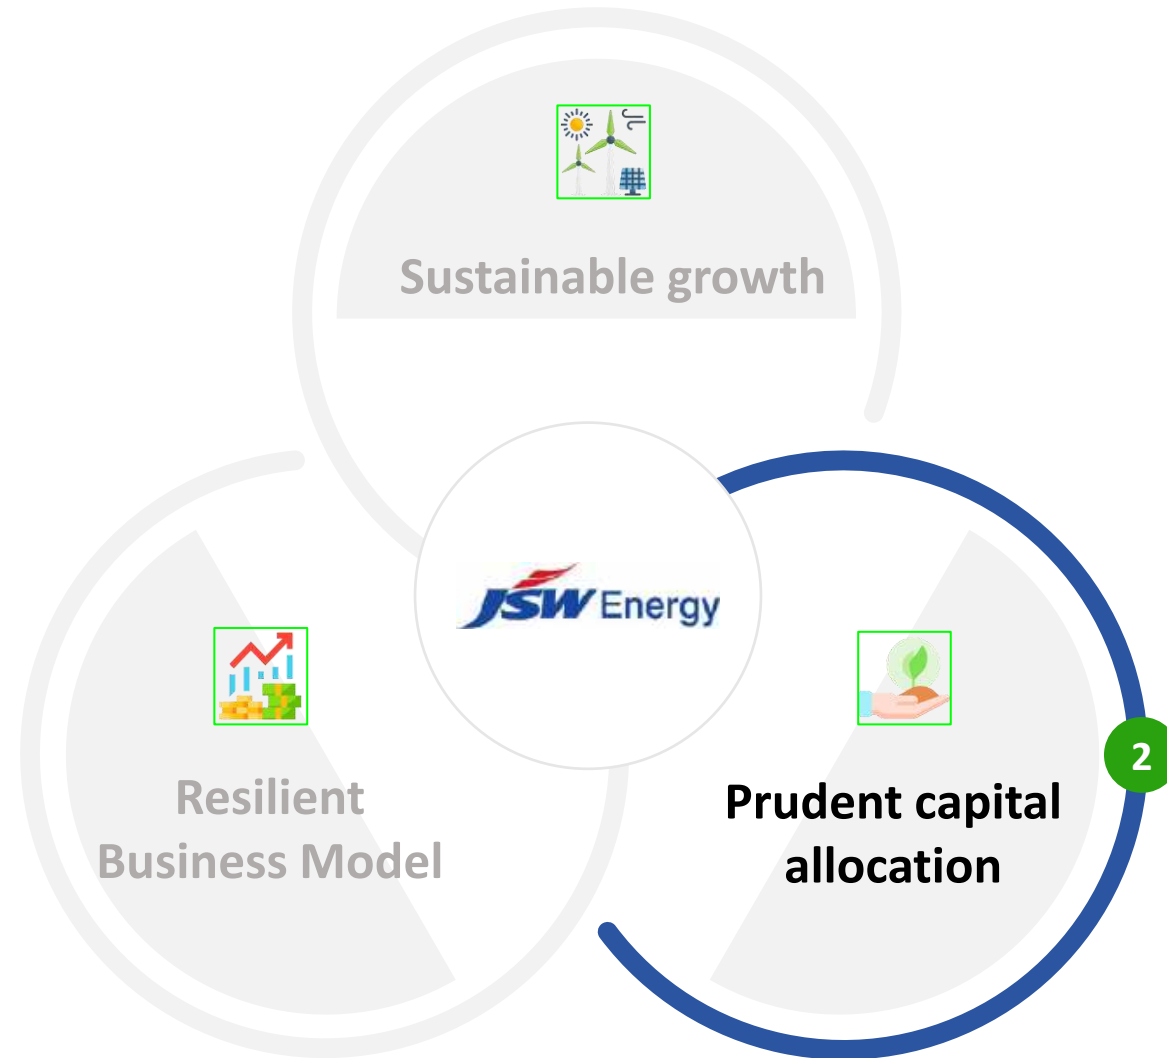 Sustainable growth
JSW Energy
Resilient
Business Model
Prudent capital
allocation
2